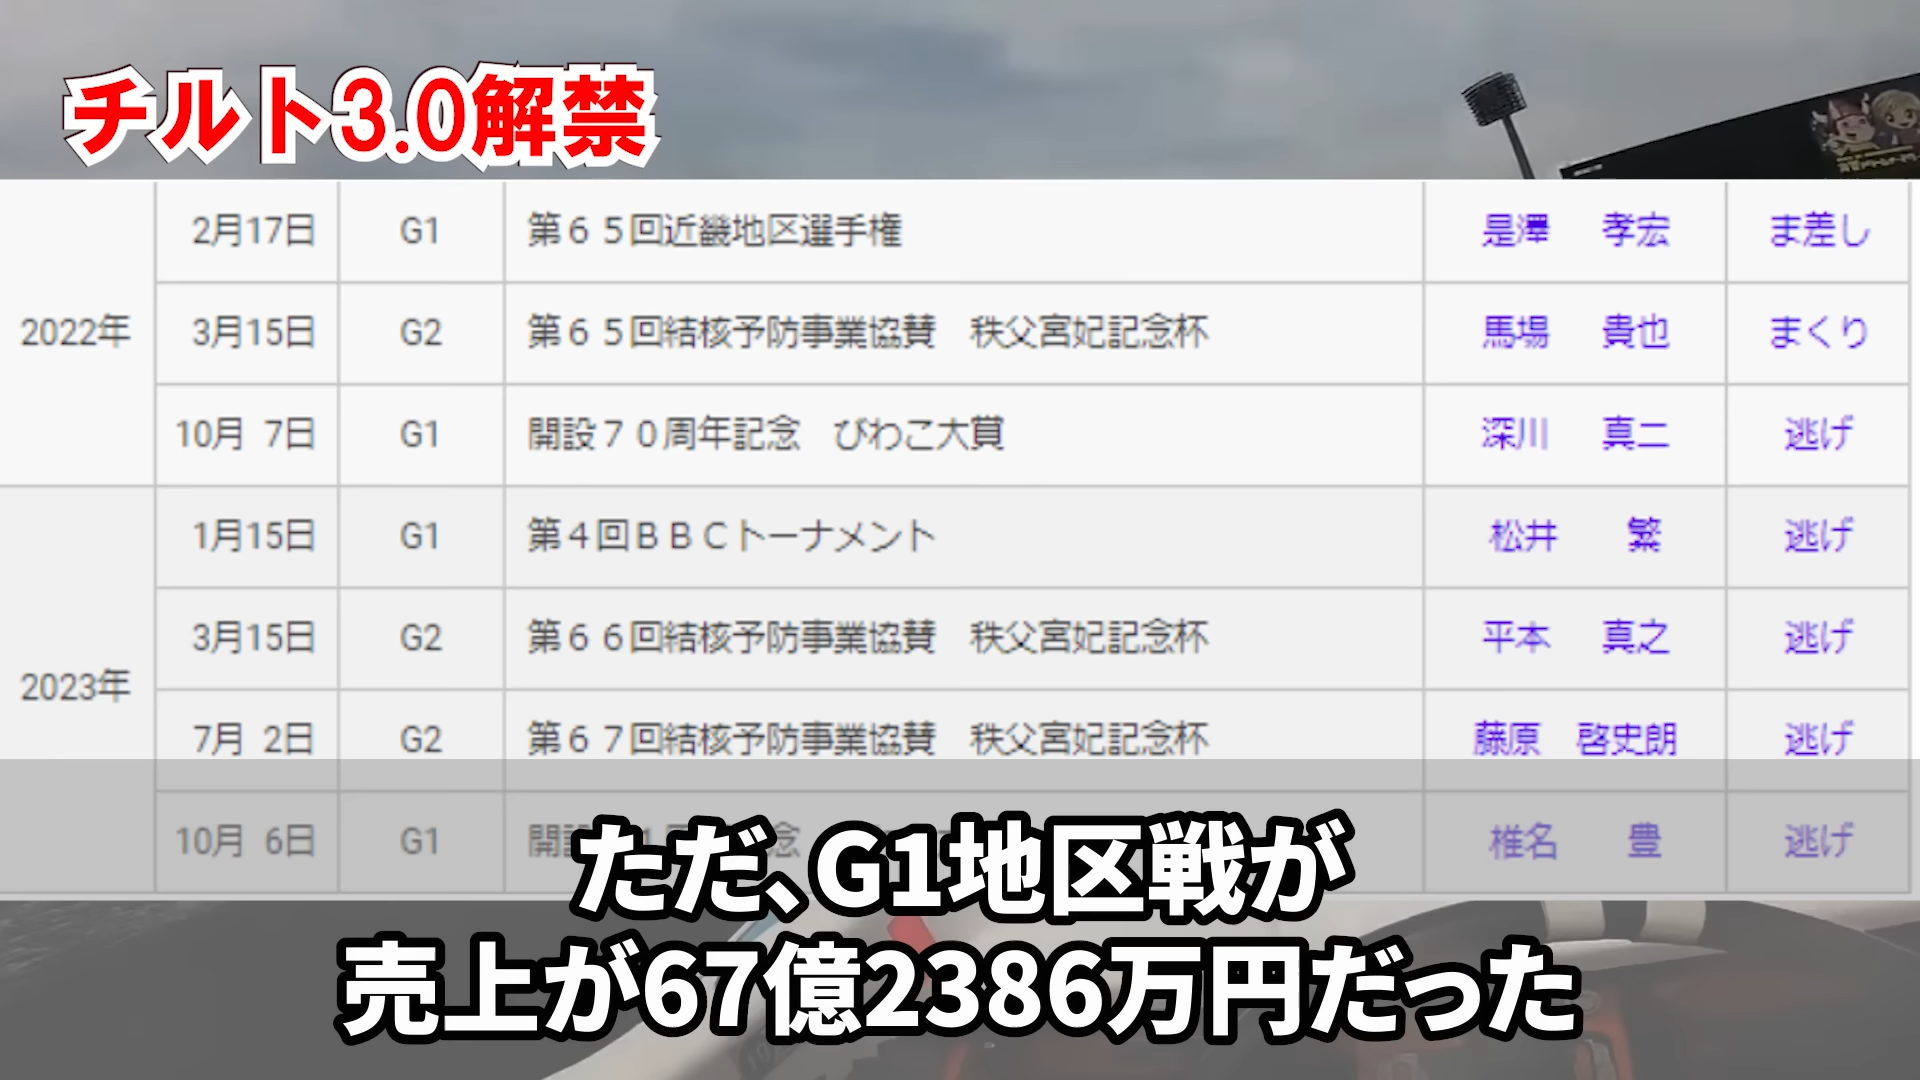 チルト3.0解禁
2022年
2月17日 G1 第65回近畿地区選手権 是澤 孝宏 ま差し
3月15日 G2 第65回結核予防事業協賛 秩父宮妃記念杯 馬場 貴也 まくり
10月 7日 G1 開設70周年記念 びわこ大賞 深川 真二 逃げ
2023年
1月15日 G1 第4回BBCトーナメント 松井 繁 逃げ
3月15日 G2 第66回結核予防事業協賛 秩父宮妃記念杯 平本 真之 逃げ
7月 2日 G2 第67回結核予防事業協賛 秩父宮妃記念杯 藤原 啓史朗 逃げ
10月 6日 G1 開設 念 椎名 豊 逃げ
ただ、G1地区戦が
売上が67億2386万円だった